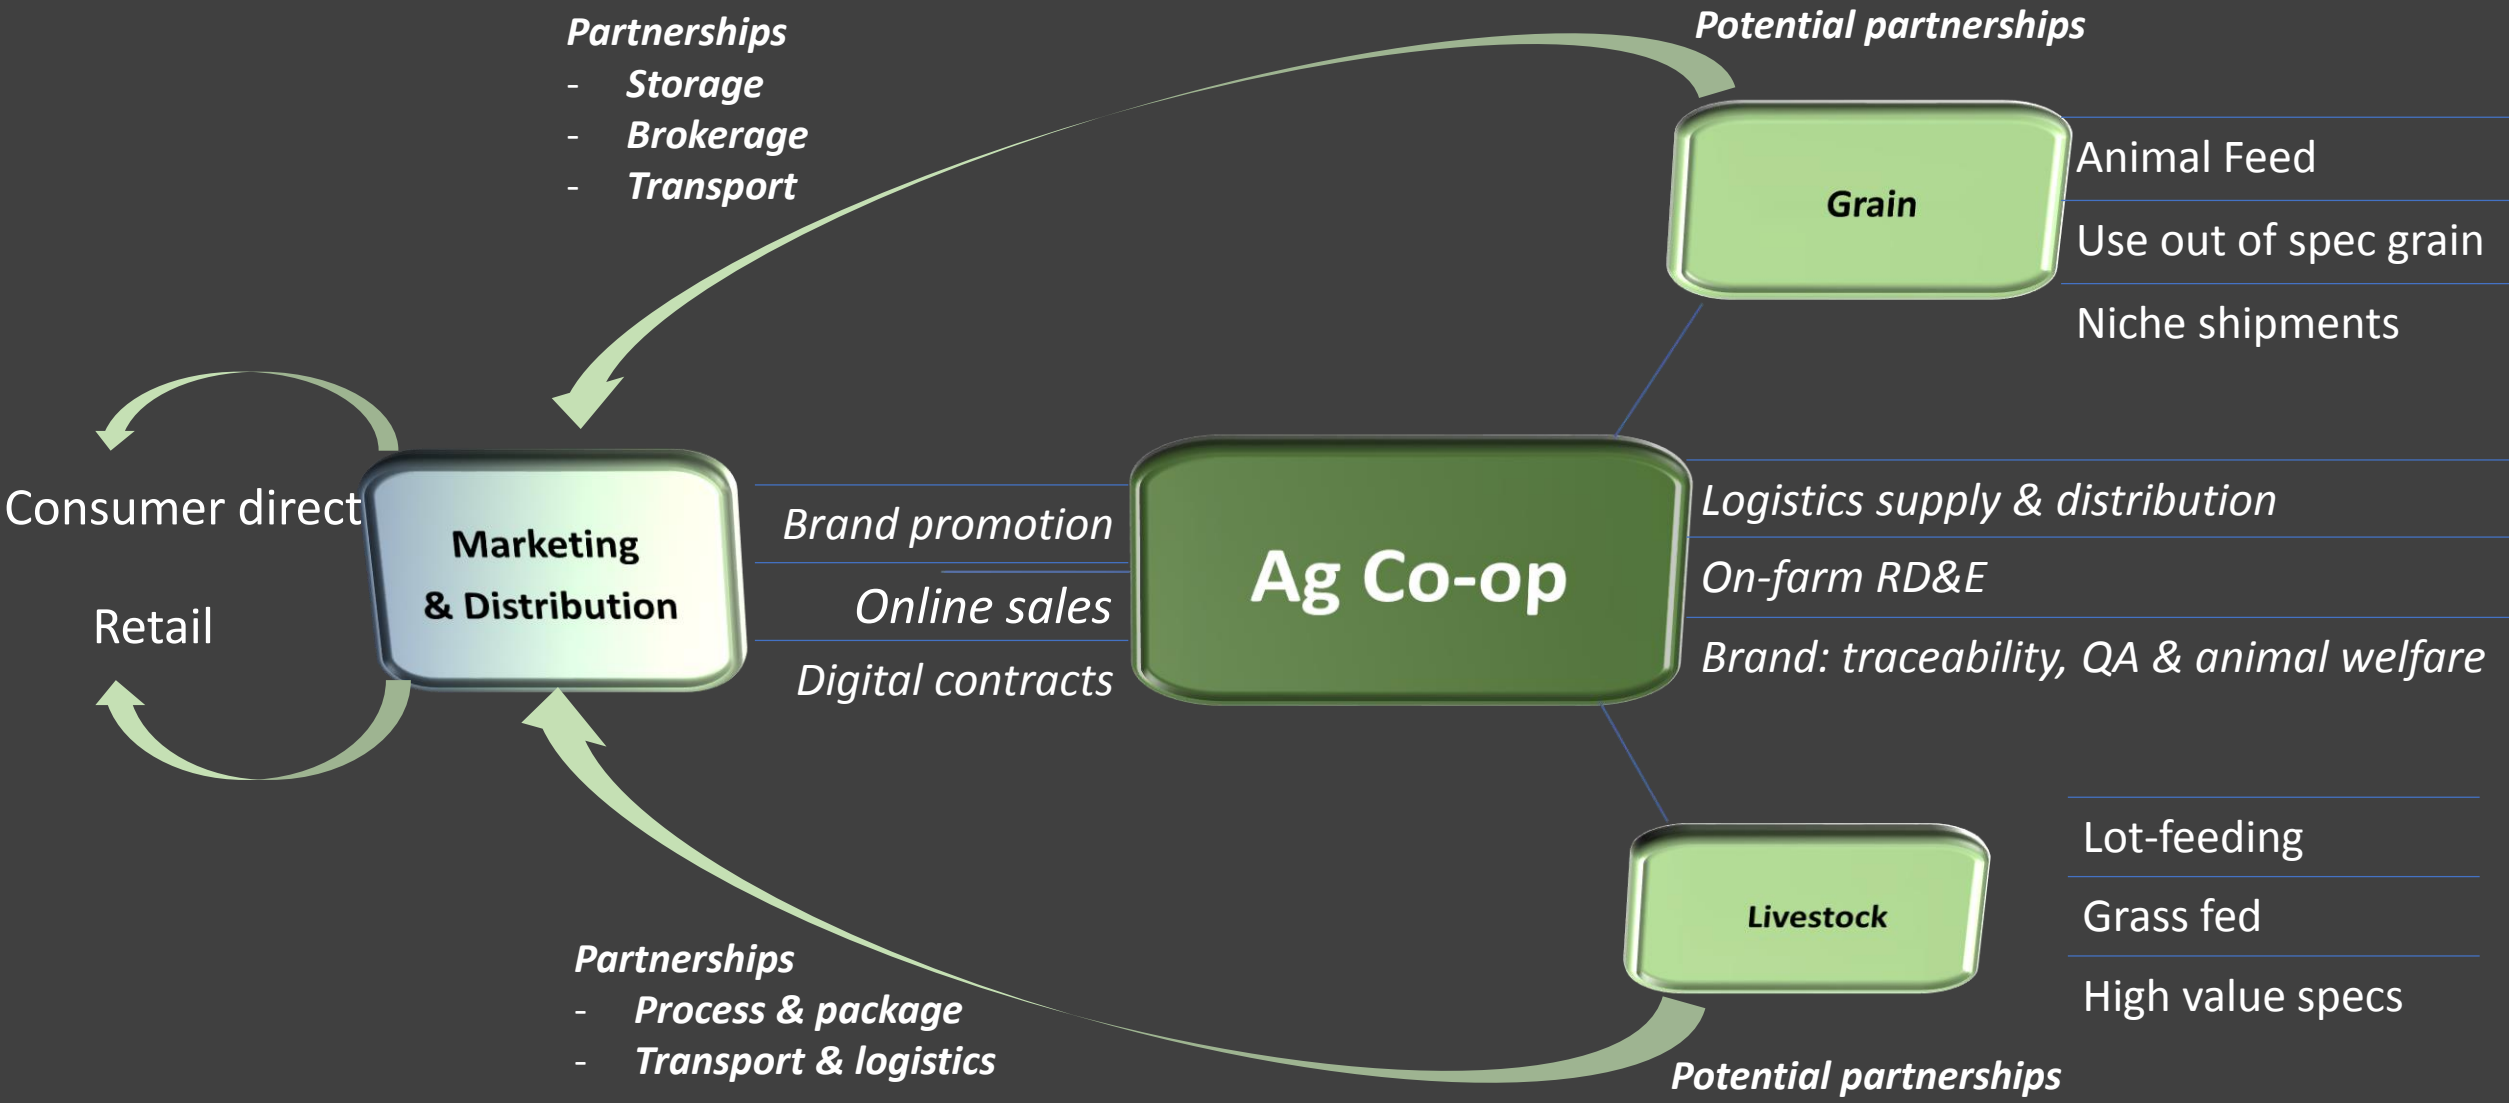 Partnerships
- Storage
- Brokerage
- Transport
Potential partnerships
Grain
Animal Feed
Use out of spec grain
Niche shipments
Consumer direct
Retail
Marketing
& Distribution
Brand promotion
Online sales
Digital contracts
Ag Co-op
Logistics supply & distribution
On-farm RD&E
Brand: traceability, QA & animal welfare
Livestock
Lot-feeding
Grass fed
High value specs
Partnerships
- Process & package
- Transport & logistics
Potential partnerships